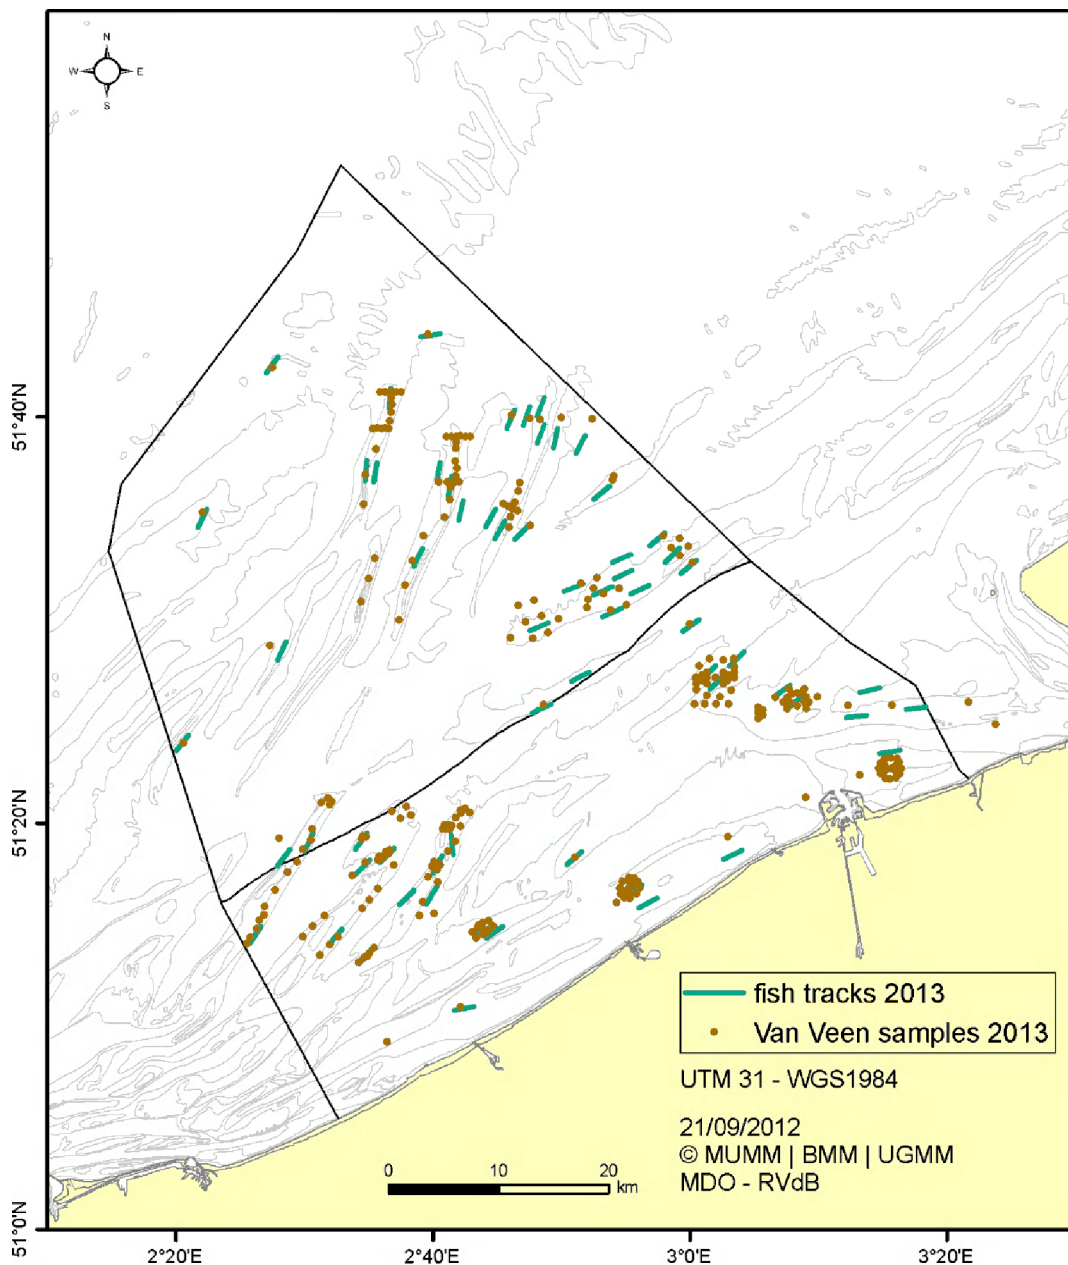 N
W E
S
51°40'N
51°20'N
51°0'N
fish tracks 2013
Van Veen samples 2013
UTM 31 - WGS1984
21/09/2012
© MUMM | BMM | UGMM
MDO - RVdB
0 10 20
km
2°20'E 2°40'E 3°0'E 3°20'E